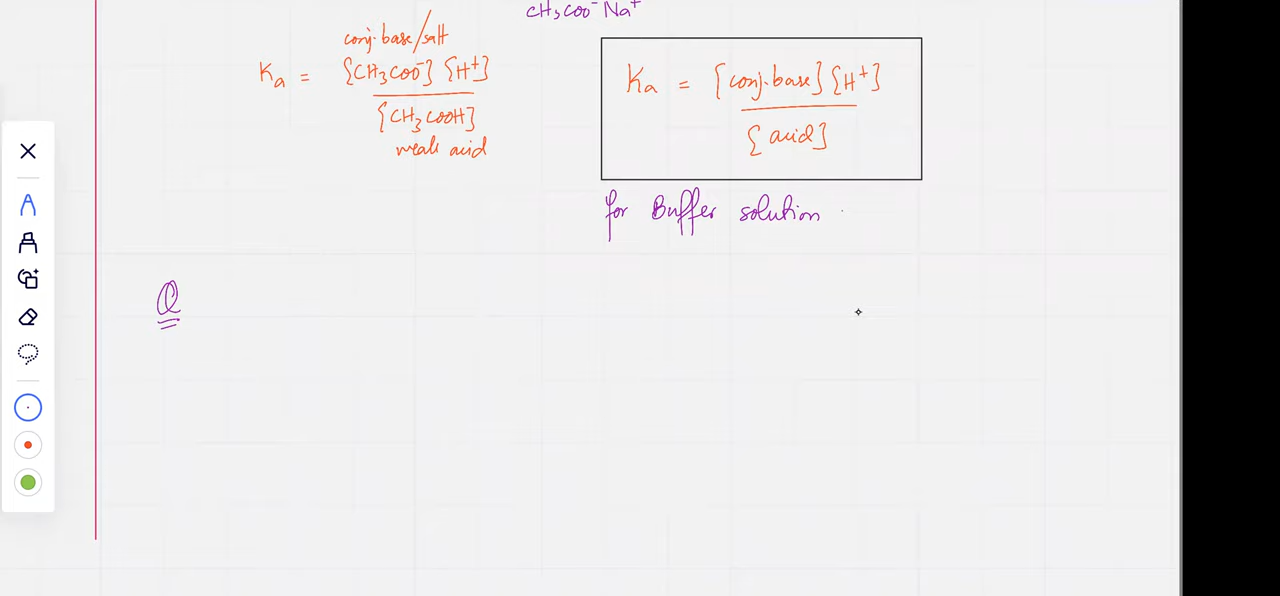 CH3COO⁻Na⁺
conj. base/salt
Ka = [CH3COO⁻] [H⁺]
[CH3COOH]
weak acid
Ka = [conj. base] [H⁺]
[acid]
for Buffer solution
Q